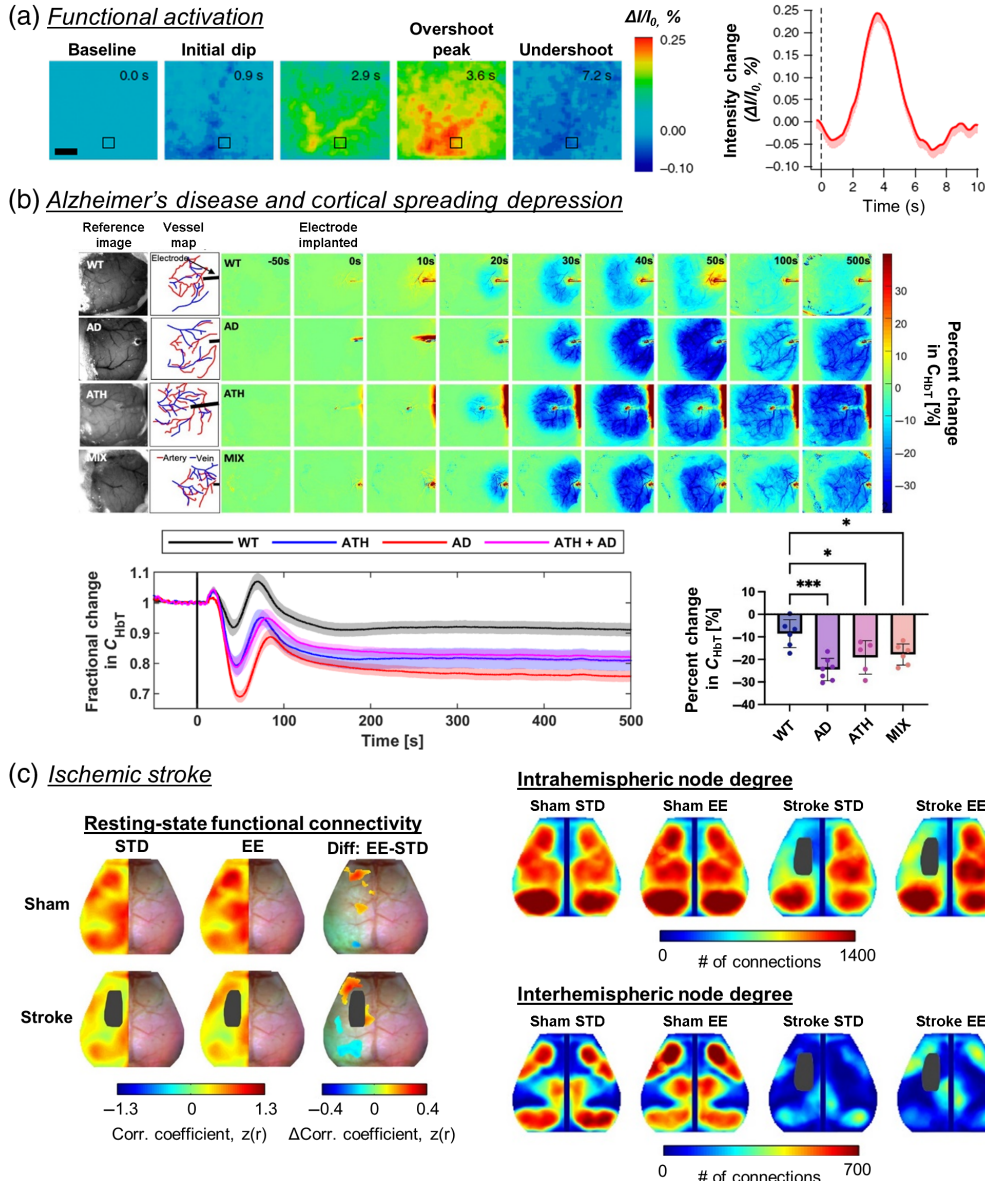 (a) Functional activation
Baseline
Initial dip
Overshoot
peak
Undershoot
ΔI/I0, %
0.0 s
0.9 s
2.9 s
3.6 s
7.2 s
0.25
0.00
−0.10
Intensity change
(ΔI/I0, %)
0.25
0.20
0.15
0.10
0.05
0.00
−0.05
−0.10
0 2 4 6 8 10
Time (s)
(b) Alzheimer's disease and cortical spreading depression
Reference
image
Vessel
map
Electrode
implanted
WT
Electrode
WT
-50s
0s
10s
20s
30s
40s
50s
100s
500s
AD
AD
ATH
ATH
MIX
Artery
Vein
MIX
30
20
10
0
−10
−20
−30
Percent change
in CHbT [%]
WT
ATH
AD
ATH + AD
Fractional change
in CHbT
1.1
1
0.9
0.8
0.7
0 100 200 300 400 500
Time [s]
*
*
***
Percent change
in CHbT [%]
10
0
−10
−20
−30
−40
WT
AD
ATH
MIX
(c) Ischemic stroke
Resting-state functional connectivity
STD
EE
Diff: EE-STD
Sham
Stroke
−1.3 0 1.3
Corr. coefficient, z(r)
−0.4 0 0.4
ΔCorr. coefficient, z(r)
Intrahemispheric node degree
Sham STD
Sham EE
Stroke STD
Stroke EE
0 1400
# of connections
Interhemispheric node degree
Sham STD
Sham EE
Stroke STD
Stroke EE
0 700
# of connections